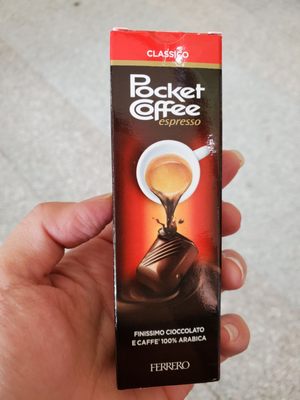 CLASSICO
Pocket
Coffee
espresso
FINISSIMO CIOCCOLATO
E CAFFE' 100% ARABICA
FERRERO